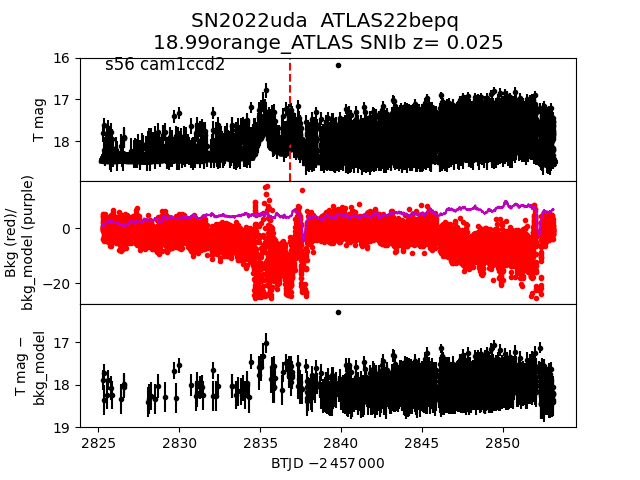 SN2022uda  ATLAS22bepq
18.99orange_ATLAS SNIb z= 0.025
s56 cam1ccd2
T mag
16
17
18
Bkg (red)/
bkg_model (purple)
0
−20
T mag −
bkg_model
17
18
19
2825 2830 2835 2840 2845 2850
BTJD −2 457 000